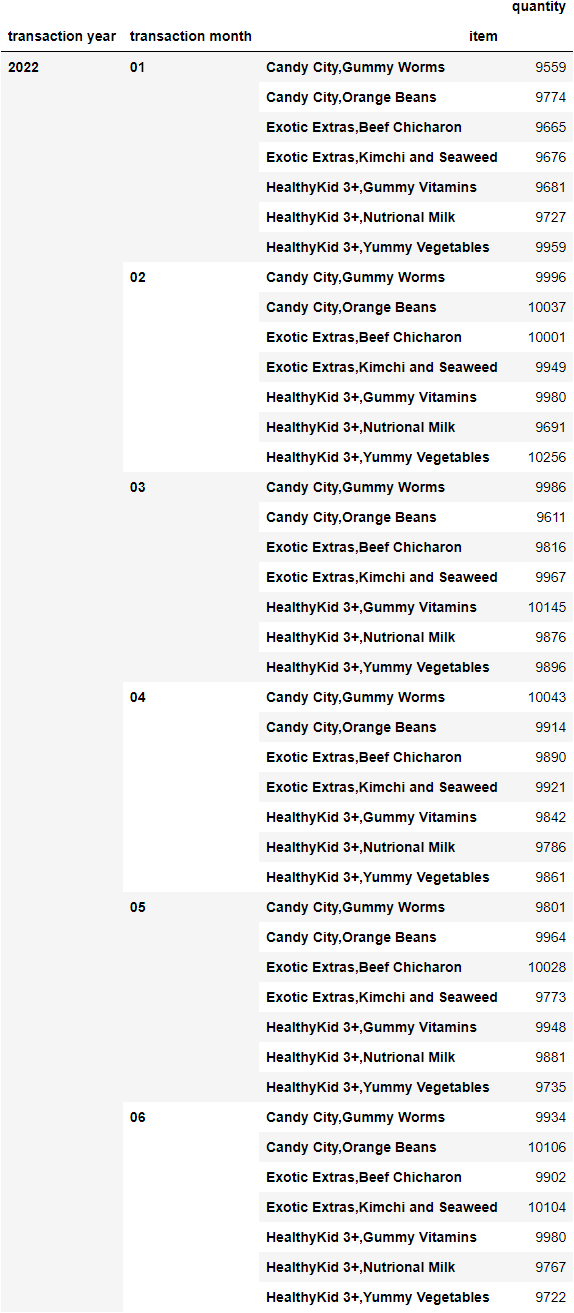 quantity
transaction year transaction month item
2022 01 Candy City,Gummy Worms 9559
Candy City,Orange Beans 9774
Exotic Extras,Beef Chicharon 9665
Exotic Extras,Kimchi and Seaweed 9676
HealthyKid 3+,Gummy Vitamins 9681
HealthyKid 3+,Nutrional Milk 9727
HealthyKid 3+,Yummy Vegetables 9959
02 Candy City,Gummy Worms 9996
Candy City,Orange Beans 10037
Exotic Extras,Beef Chicharon 10001
Exotic Extras,Kimchi and Seaweed 9949
HealthyKid 3+,Gummy Vitamins 9980
HealthyKid 3+,Nutrional Milk 9691
HealthyKid 3+,Yummy Vegetables 10256
03 Candy City,Gummy Worms 9986
Candy City,Orange Beans 9611
Exotic Extras,Beef Chicharon 9816
Exotic Extras,Kimchi and Seaweed 9967
HealthyKid 3+,Gummy Vitamins 10145
HealthyKid 3+,Nutrional Milk 9876
HealthyKid 3+,Yummy Vegetables 9896
04 Candy City,Gummy Worms 10043
Candy City,Orange Beans 9914
Exotic Extras,Beef Chicharon 9890
Exotic Extras,Kimchi and Seaweed 9921
HealthyKid 3+,Gummy Vitamins 9842
HealthyKid 3+,Nutrional Milk 9786
HealthyKid 3+,Yummy Vegetables 9861
05 Candy City,Gummy Worms 9801
Candy City,Orange Beans 9964
Exotic Extras,Beef Chicharon 10028
Exotic Extras,Kimchi and Seaweed 9773
HealthyKid 3+,Gummy Vitamins 9948
HealthyKid 3+,Nutrional Milk 9881
HealthyKid 3+,Yummy Vegetables 9735
06 Candy City,Gummy Worms 9934
Candy City,Orange Beans 10106
Exotic Extras,Beef Chicharon 9902
Exotic Extras,Kimchi and Seaweed 10104
HealthyKid 3+,Gummy Vitamins 9980
HealthyKid 3+,Nutrional Milk 9767
HealthyKid 3+,Yummy Vegetables 9722